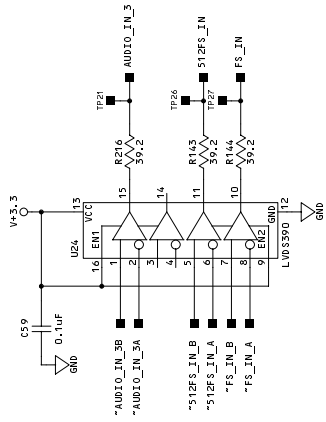 AUDIO_IN_3
512FS_IN
FS_IN
TP21
TP26
TP27
R216
39.2
R143
39.2
R144
39.2
V+3.3
13
15
14
11
10
12
VCC
GND
GND
U24
EN1
EN2
LVDS390
16
1
2
3
4
5
6
7
8
9
C59
0.1uF
GND
~AUDIO_IN_3B
~AUDIO_IN_3A
~512FS_IN_B
~512FS_IN_A
~FS_IN_B
~FS_IN_A